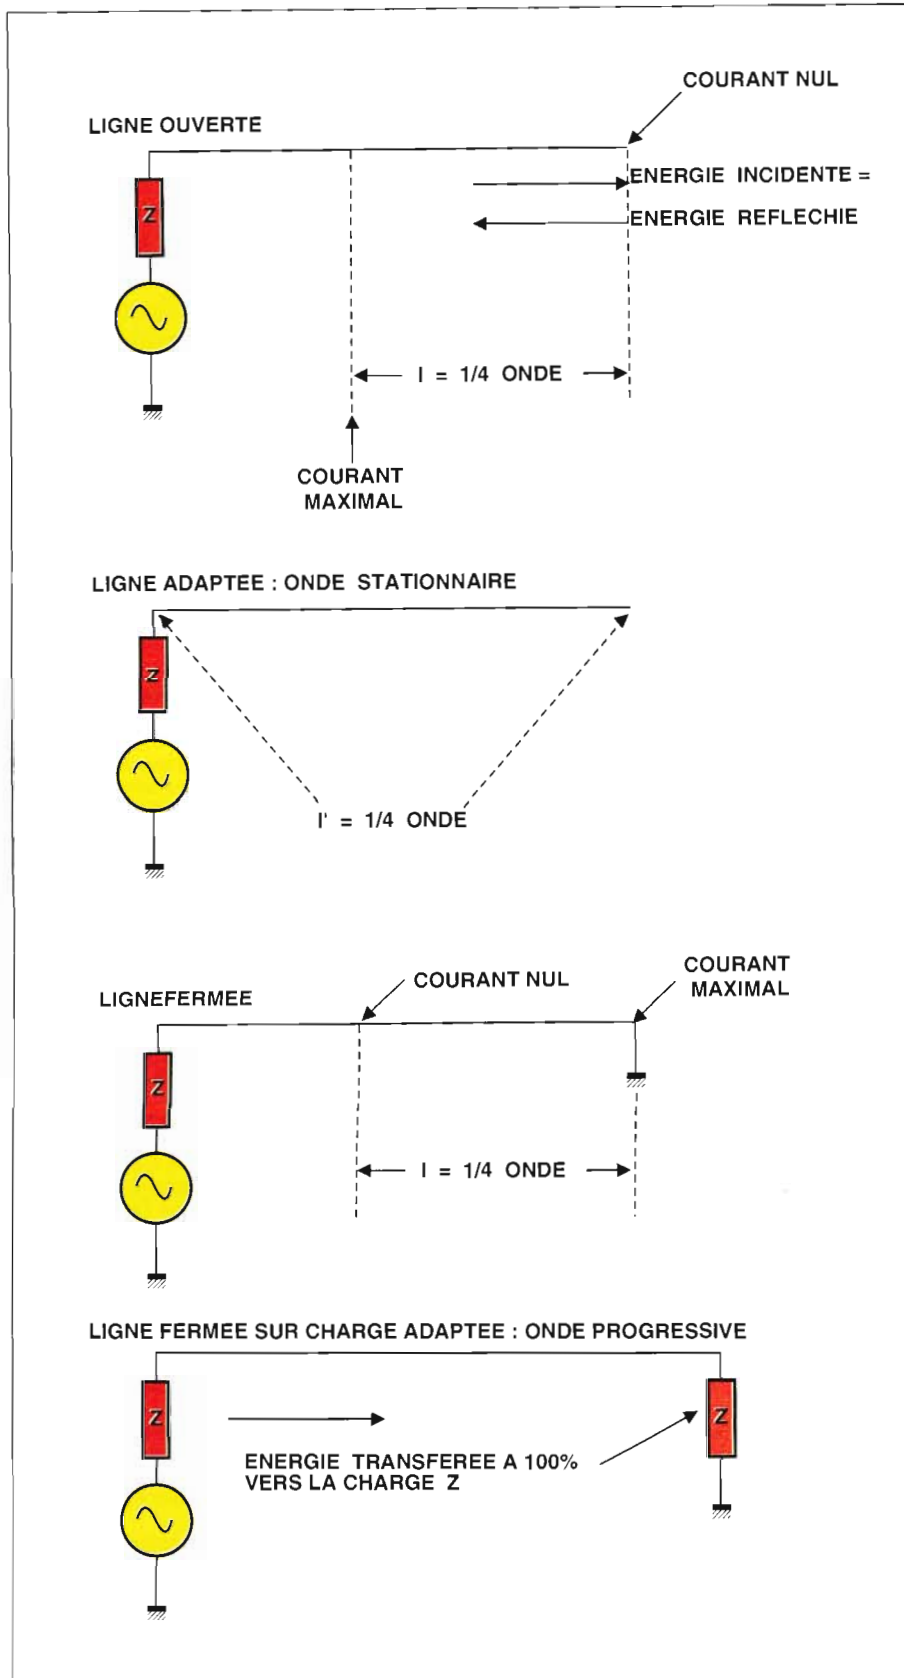 COURANT NUL
LIGNE OUVERTE
ENERGIE INCIDENTE =
ENERGIE REFLECHIE
Z
l = 1/4 ONDE
COURANT
MAXIMAL
LIGNE ADAPTEE : ONDE STATIONNAIRE
Z
l' = 1/4 ONDE
COURANT NUL
COURANT
MAXIMAL
LIGNEFERMEE
Z
l = 1/4 ONDE
LIGNE FERMEE SUR CHARGE ADAPTEE : ONDE PROGRESSIVE
Z
Z
ENERGIE TRANSFEREE A 100%
VERS LA CHARGE Z